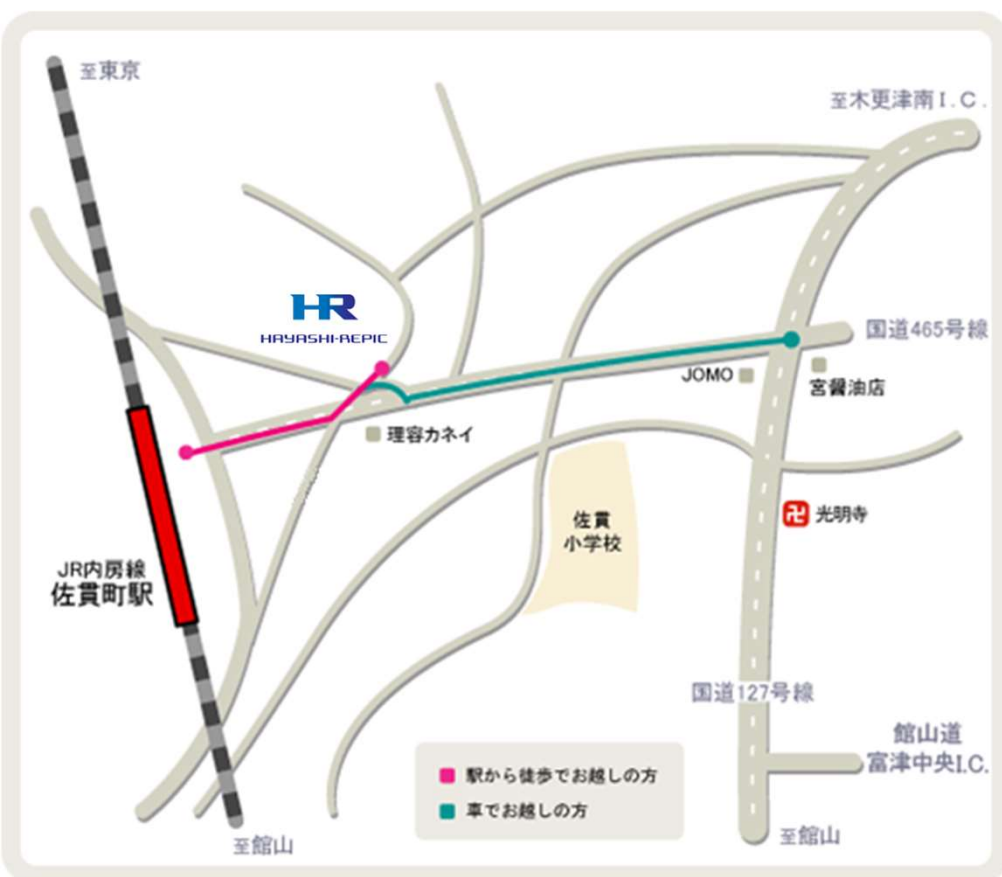 至東京
至木更津南I.C.
HR
HAYASHI-REPIC
国道465号線
JOMO
宮醤油店
理容カネイ
卍 光明寺
佐貫
小学校
JR内房線
佐貫町駅
国道127号線
館山道
富津中央I.C.
駅から徒歩でお越しの方
車でお越しの方
至館山
至館山